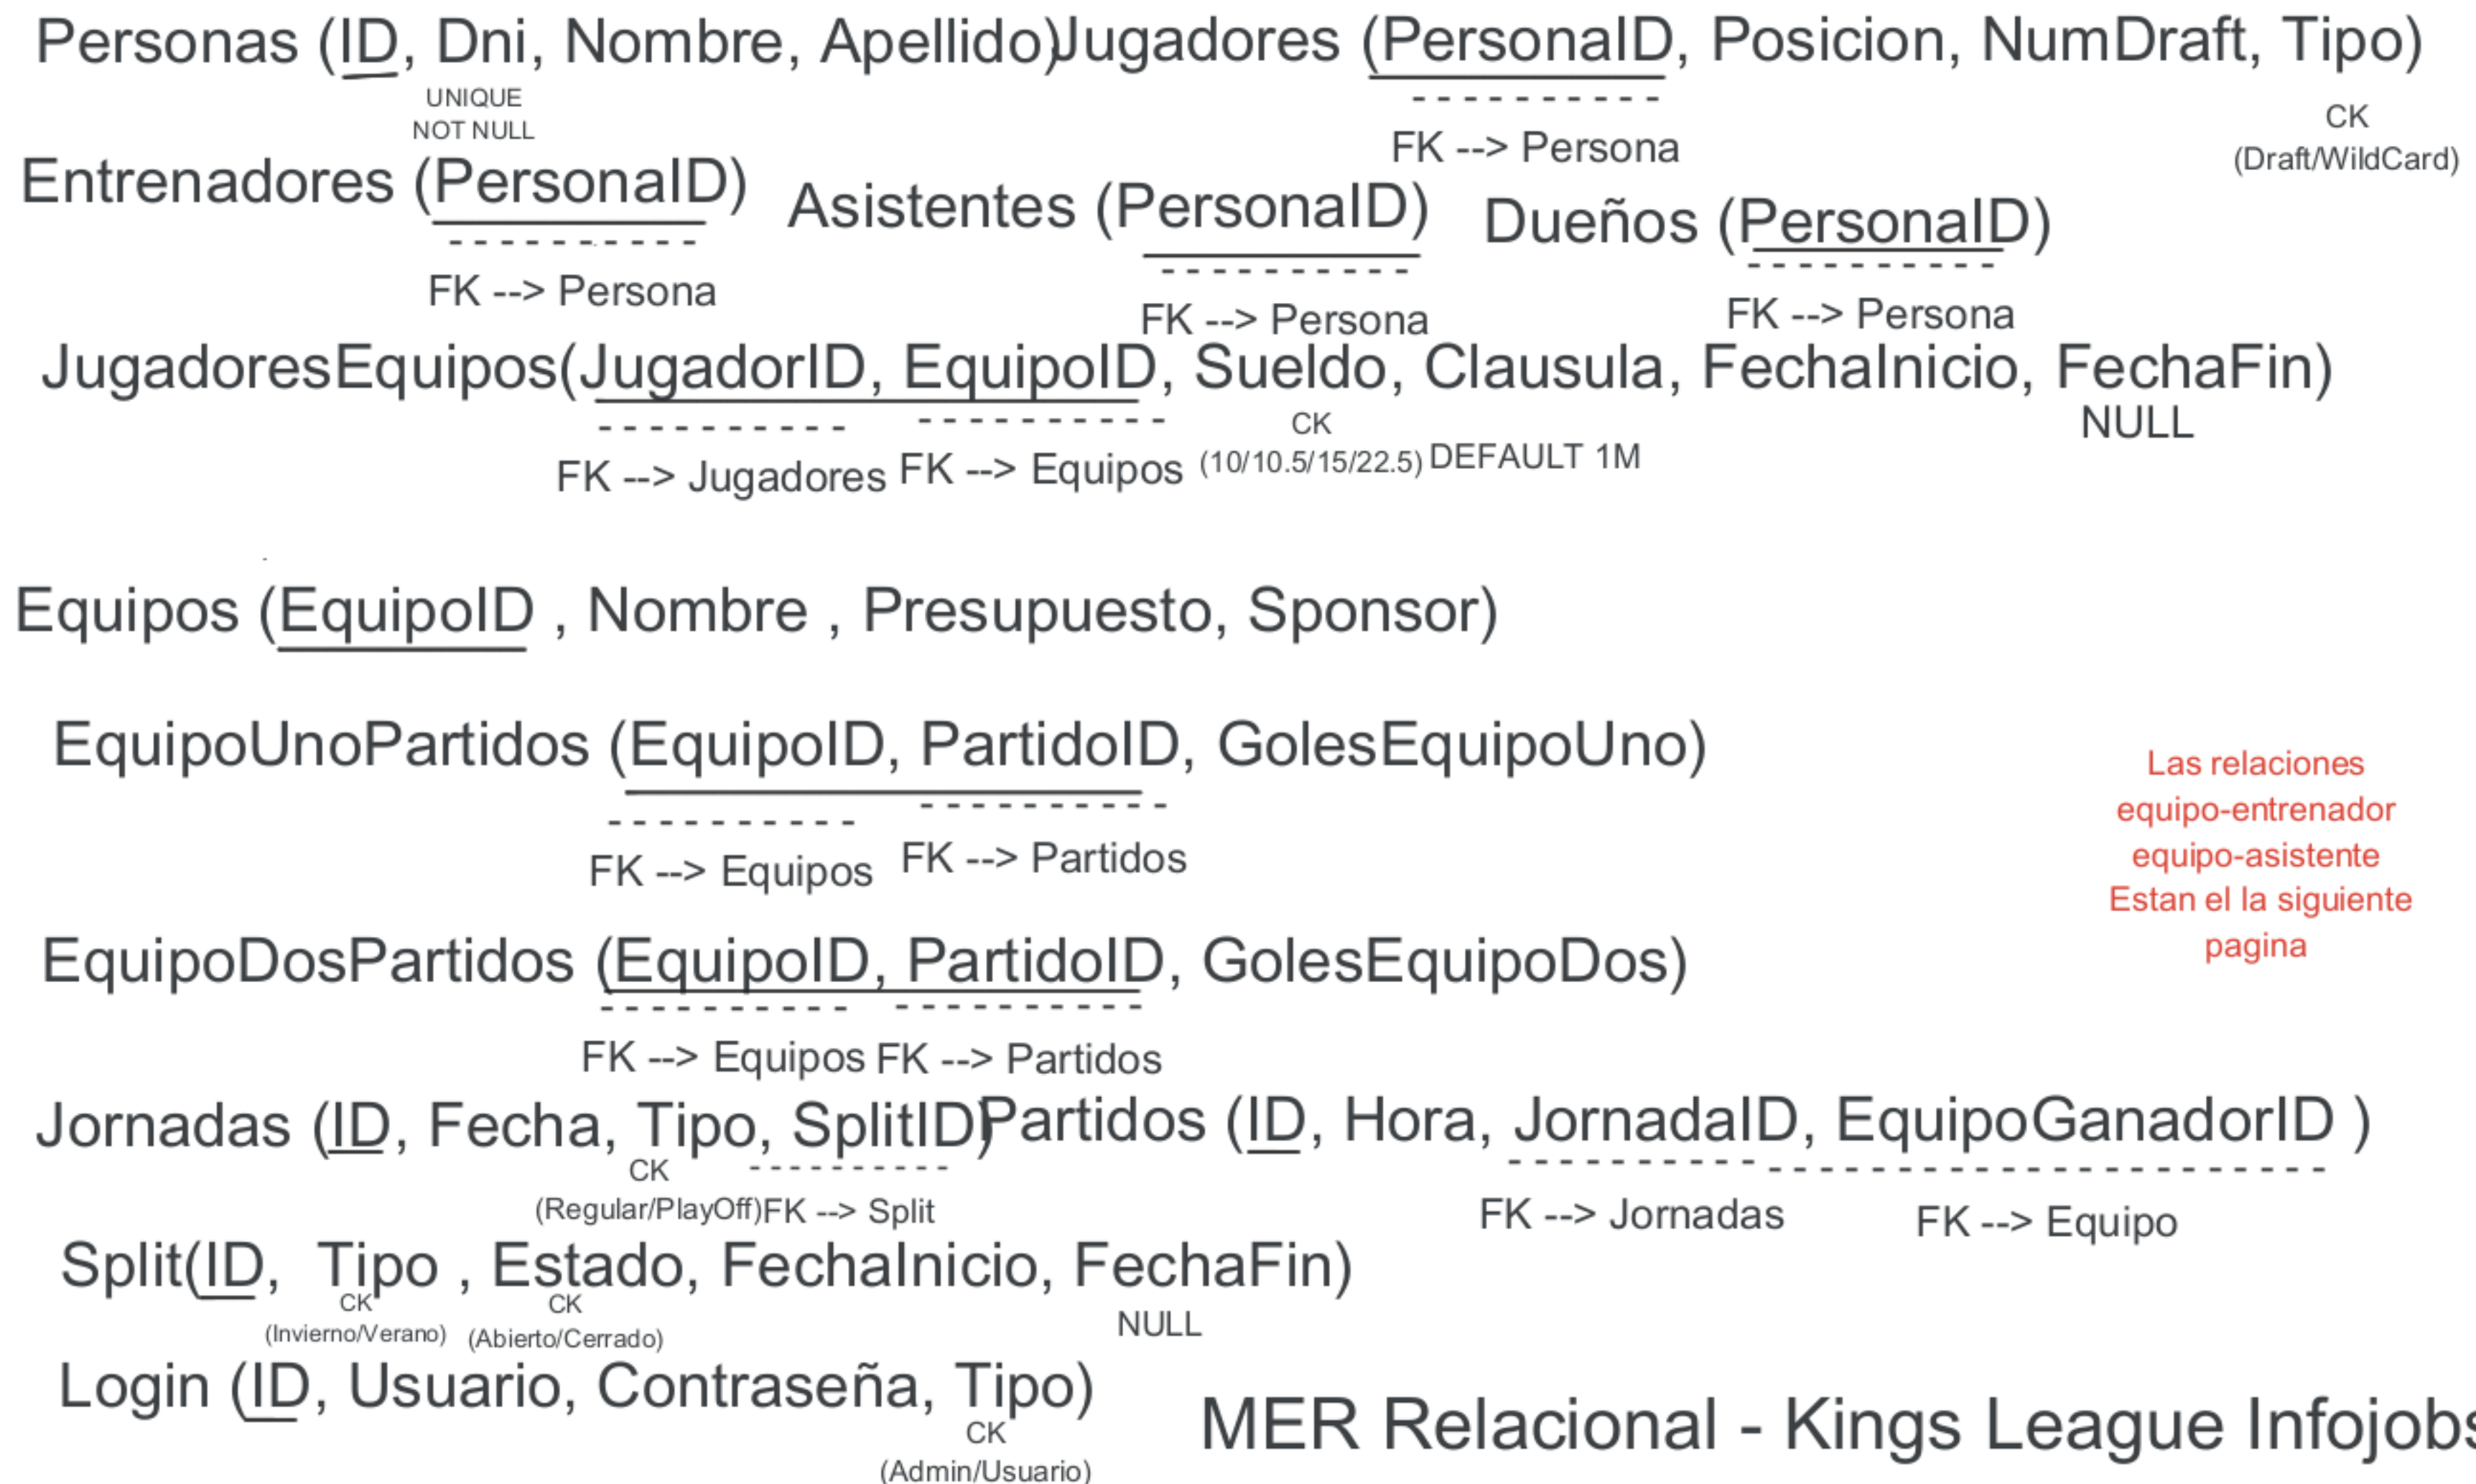 Personas (ID, Dni, Nombre, Apellido)
UNIQUE
NOT NULL
Jugadores (PersonaID, Posicion, NumDraft, Tipo)
FK --> Persona
CK
(Draft/WildCard)
Entrenadores (PersonaID)
FK --> Persona
Asistentes (PersonaID)
FK --> Persona
Dueños (PersonaID)
FK --> Persona
JugadoresEquipos(JugadorID, EquipoID, Sueldo, Clausula, FechaInicio, FechaFin)
FK --> Jugadores
FK --> Equipos
CK
(10/10.5/15/22.5)
DEFAULT 1M
NULL
Equipos (EquipoID , Nombre , Presupuesto, Sponsor)
EquipoUnoPartidos (EquipoID, PartidoID, GolesEquipoUno)
FK --> Equipos
FK --> Partidos
Las relaciones
equipo-entrenador
equipo-asistente
Estan el la siguiente
pagina
EquipoDosPartidos (EquipoID, PartidoID, GolesEquipoDos)
FK --> Equipos
FK --> Partidos
Jornadas (ID, Fecha, Tipo, SplitID)
CK
(Regular/PlayOff)
FK --> Split
Partidos (ID, Hora, JornadaID, EquipoGanadorID )
FK --> Jornadas
FK --> Equipo
Split(ID, Tipo , Estado, FechaInicio, FechaFin)
CK
(Invierno/Verano)
CK
(Abierto/Cerrado)
NULL
Login (ID, Usuario, Contraseña, Tipo)
CK
(Admin/Usuario)
MER Relacional - Kings League Infojobs